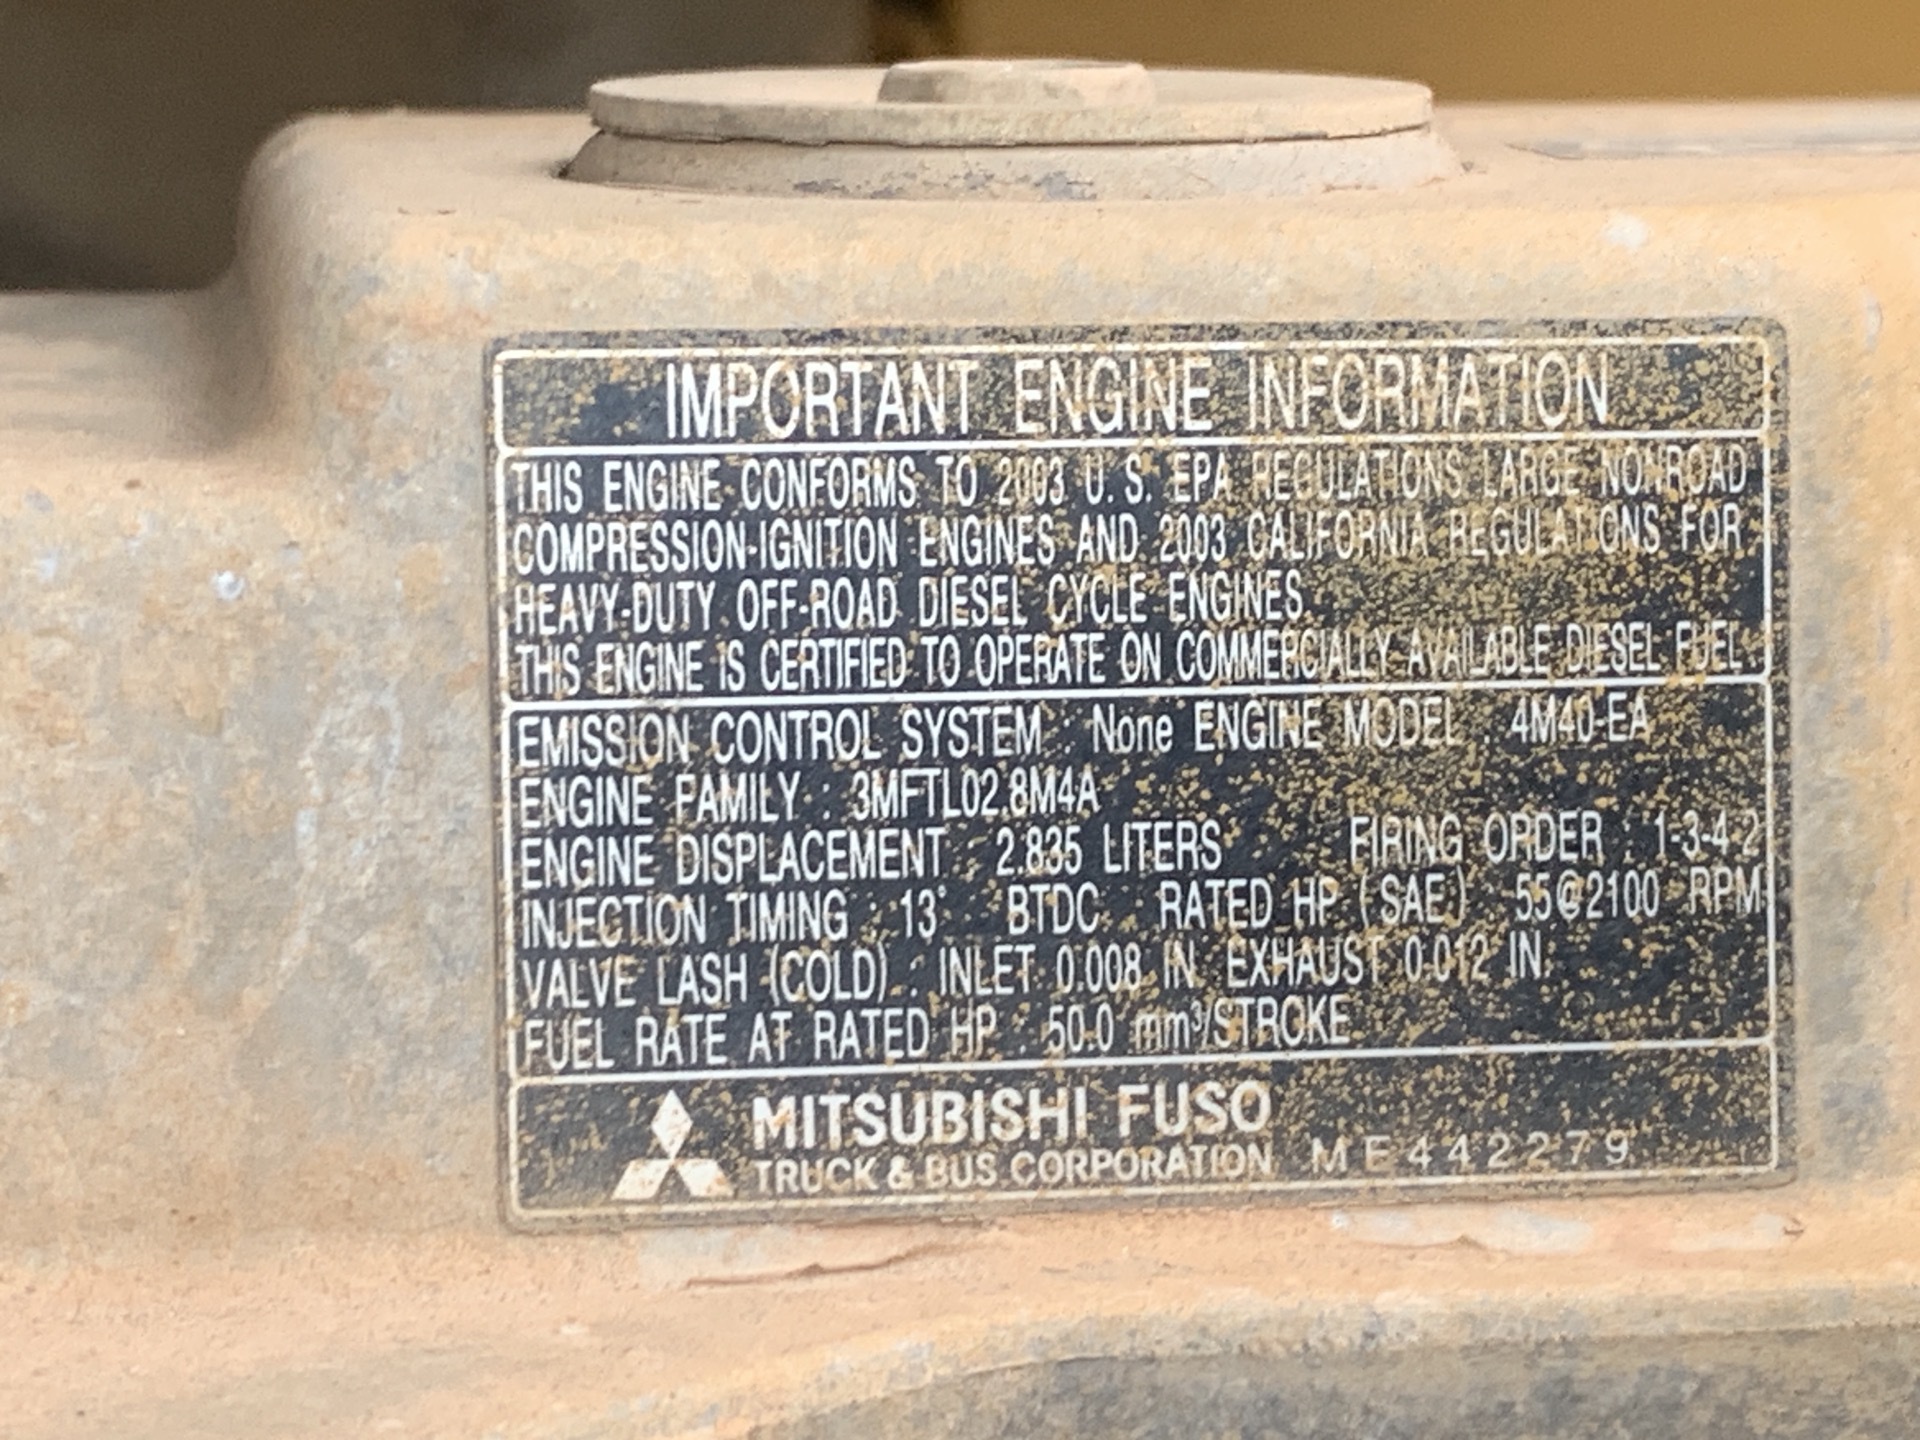 IMPORTANT ENGINE INFORMATION
THIS ENGINE CONFORMS TO 2003 U.S. EPA REGULATIONS LARGE NONROAD
COMPRESSION-IGNITION ENGINES AND 2003 CALIFORNIA REGULATIONS FOR
HEAVY-DUTY OFF-ROAD DIESEL CYCLE ENGINES
THIS ENGINE IS CERTIFIED TO OPERATE ON COMMERCIALLY AVAILABLE DIESEL FUEL.
EMISSION CONTROL SYSTEM : None ENGINE MODEL : 4M40-EA
ENGINE FAMILY : 3MFTL02.8M4A
ENGINE DISPLACEMENT : 2.835 LITERS FIRING ORDER : 1-3-4-2
INJECTION TIMING : 13° BTDC RATED HP (SAE) : 55@2100 RPM
VALVE LASH (COLD) : INLET 0.008 IN EXHAUST 0.012 IN
FUEL RATE AT RATED HP : 50.0 mm³/STROKE
MITSUBISHI FUSO
TRUCK & BUS CORPORATION ME442279